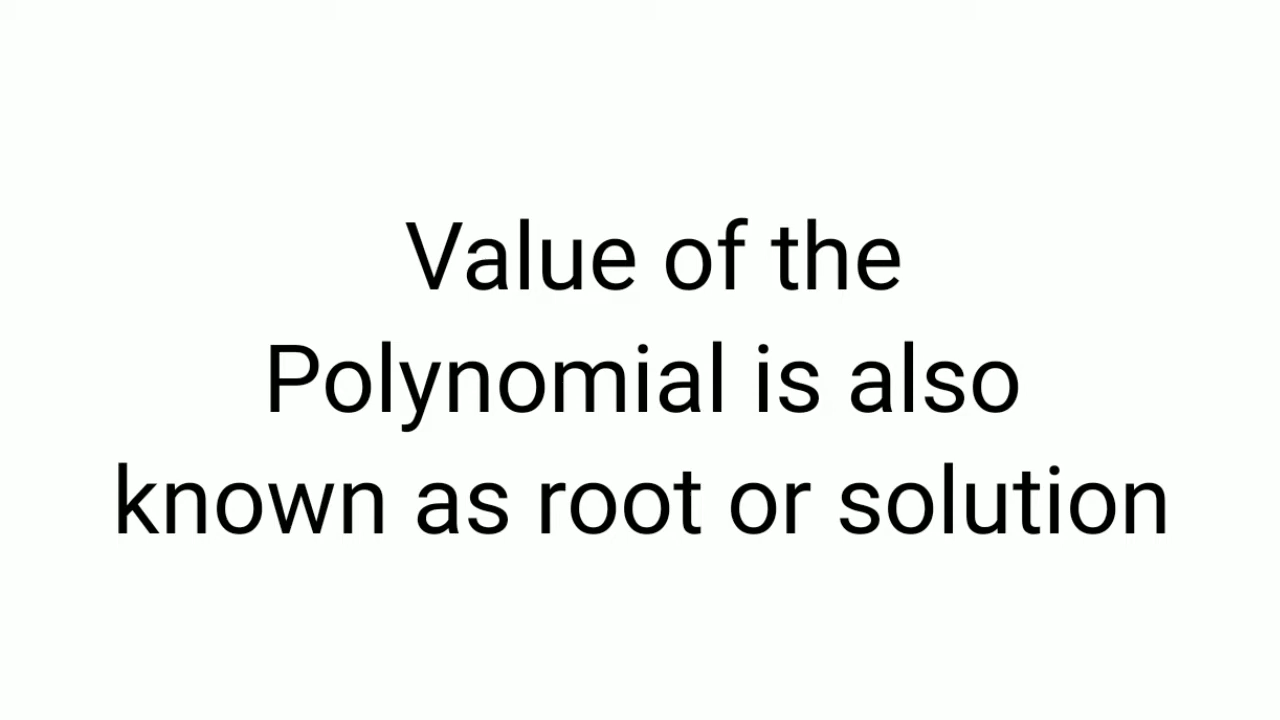 Value of the
Polynomial is also
known as root or solution